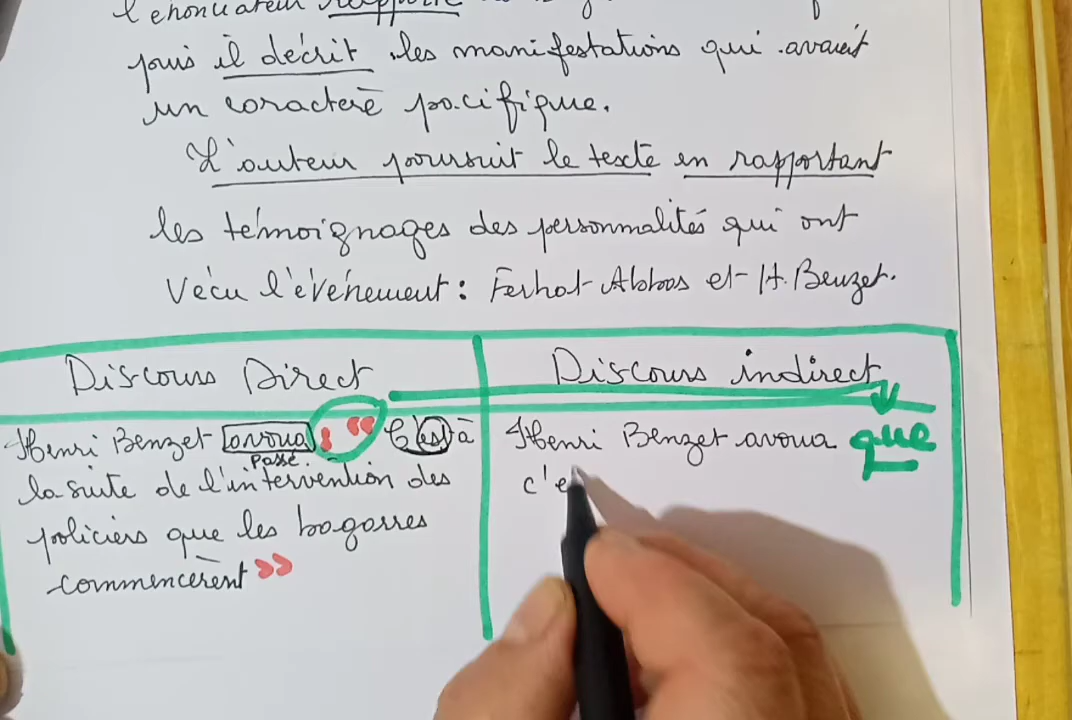 l'énonciateur rapporte
puis il décrit les manifestations qui avait
un caractère pacifique.
L'auteur poursuit le texte en rapportant
les témoignages des personnalités qui ont
vécu l'événement : Ferhat Abbas et H. Benzet.
Discours Direct
Discours indirect
Henri Benzet avoua : « C'est à
Passé.
la suite de l'intervention des
policiers que les bagarres
commencèrent »
Henri Benzet avoua que
c'e